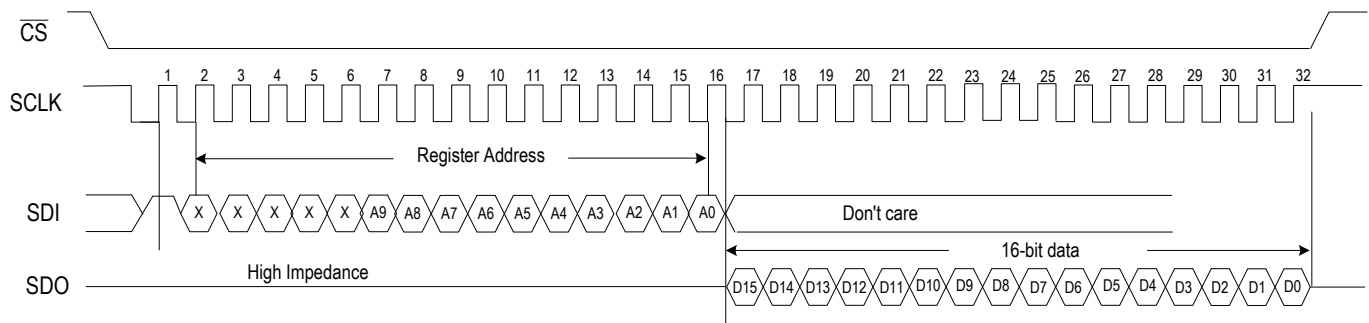 CS
1 2 3 4 5 6 7 8 9 10 11 12 13 14 15 16 17 18 19 20 21 22 23 24 25 26 27 28 29 30 31 32
SCLK
Register Address
SDI X X X X X A9 A8 A7 A6 A5 A4 A3 A2 A1 A0 Don't care
16-bit data
High Impedance
SDO D15 D14 D13 D12 D11 D10 D9 D8 D7 D6 D5 D4 D3 D2 D1 D0